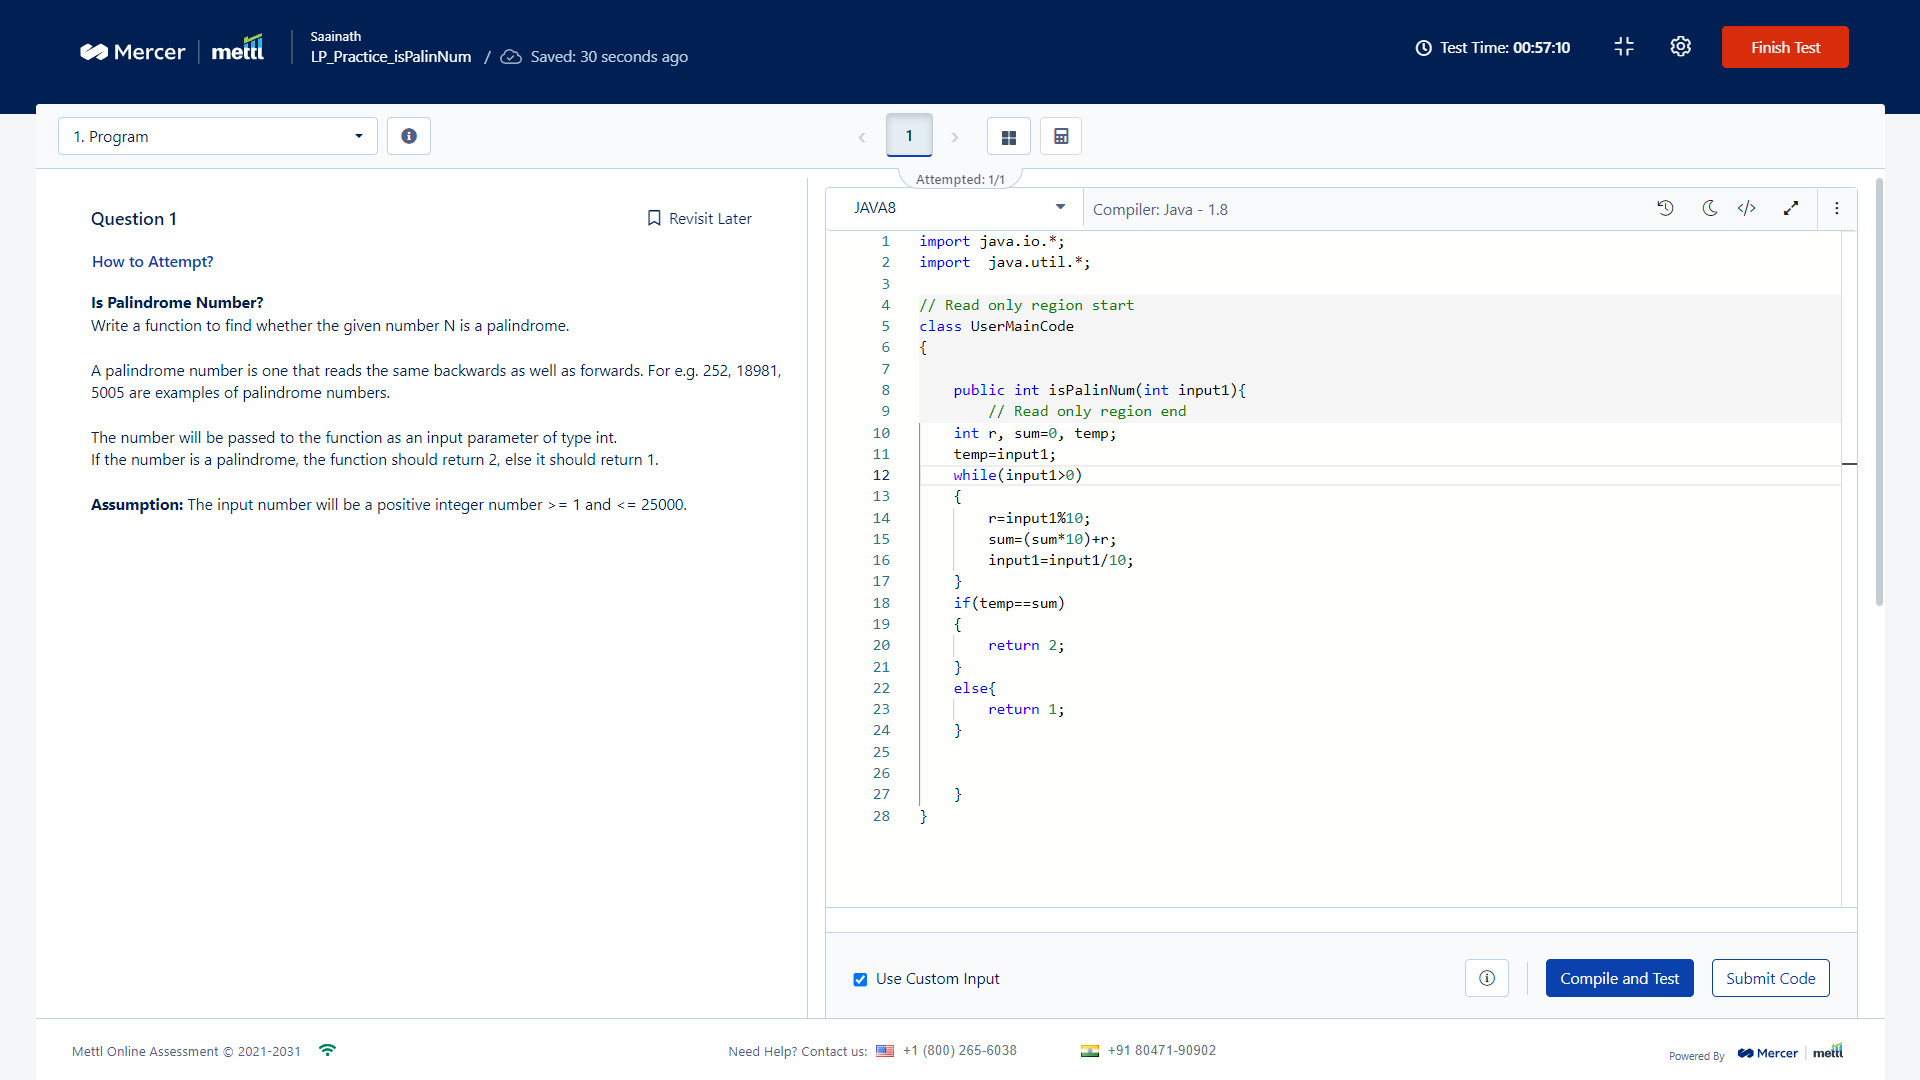 Mercer | mettl
Saainath
LP_Practice_isPalinNum / Saved: 30 seconds ago
Test Time: 00:57:10
Finish Test
1. Program
1
Attempted: 1/1
Question 1
Revisit Later
How to Attempt?
Is Palindrome Number?
Write a function to find whether the given number N is a palindrome.
A palindrome number is one that reads the same backwards as well as forwards. For e.g. 252, 18981,
5005 are examples of palindrome numbers.
The number will be passed to the function as an input parameter of type int.
If the number is a palindrome, the function should return 2, else it should return 1.
Assumption: The input number will be a positive integer number >= 1 and <= 25000.
JAVA8
Compiler: Java - 1.8
1 import java.io.*;
2 import  java.util.*;
3
4 // Read only region start
5 class UserMainCode
6 {
7
8     public int isPalinNum(int input1){
9         // Read only region end
10     int r, sum=0, temp;
11     temp=input1;
12     while(input1>0)
13     {
14         r=input1%10;
15         sum=(sum*10)+r;
16         input1=input1/10;
17     }
18     if(temp==sum)
19     {
20         return 2;
21     }
22     else{
23         return 1;
24     }
25
26
27     }
28 }
Use Custom Input
Compile and Test
Submit Code
Mettl Online Assessment © 2021-2031
Need Help? Contact us: +1 (800) 265-6038
+91 80471-90902
Powered By Mercer | mettl